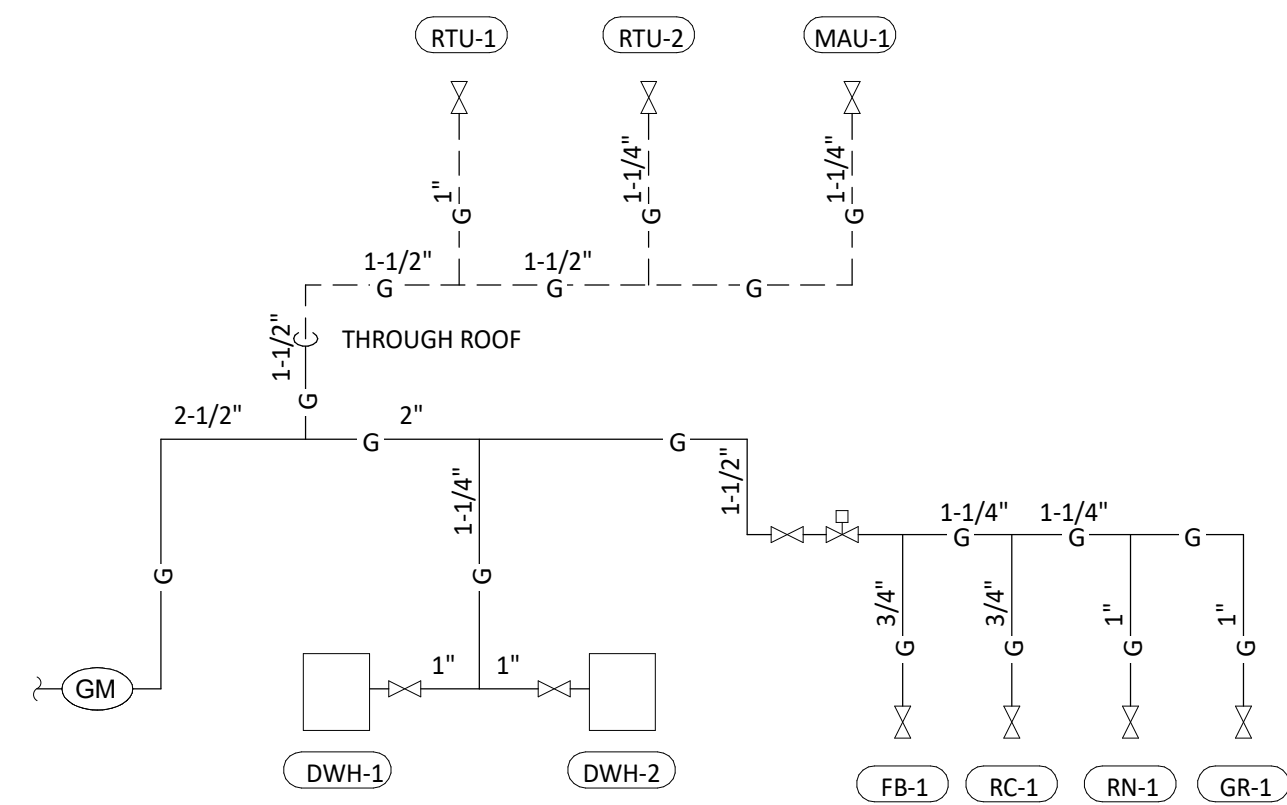 RTU-1
RTU-2
MAU-1
1"
G
1-1/4"
G
1-1/4"
G
1-1/2"
G
1-1/2"
G
G
1-1/2"
THROUGH ROOF
G
2-1/2"
G
2"
G
1-1/4"
G
1-1/2"
1-1/4"
G
1-1/4"
G
G
G
3/4"
G
3/4"
G
1"
G
1"
G
GM
1"
1"
DWH-1
DWH-2
FB-1
RC-1
RN-1
GR-1